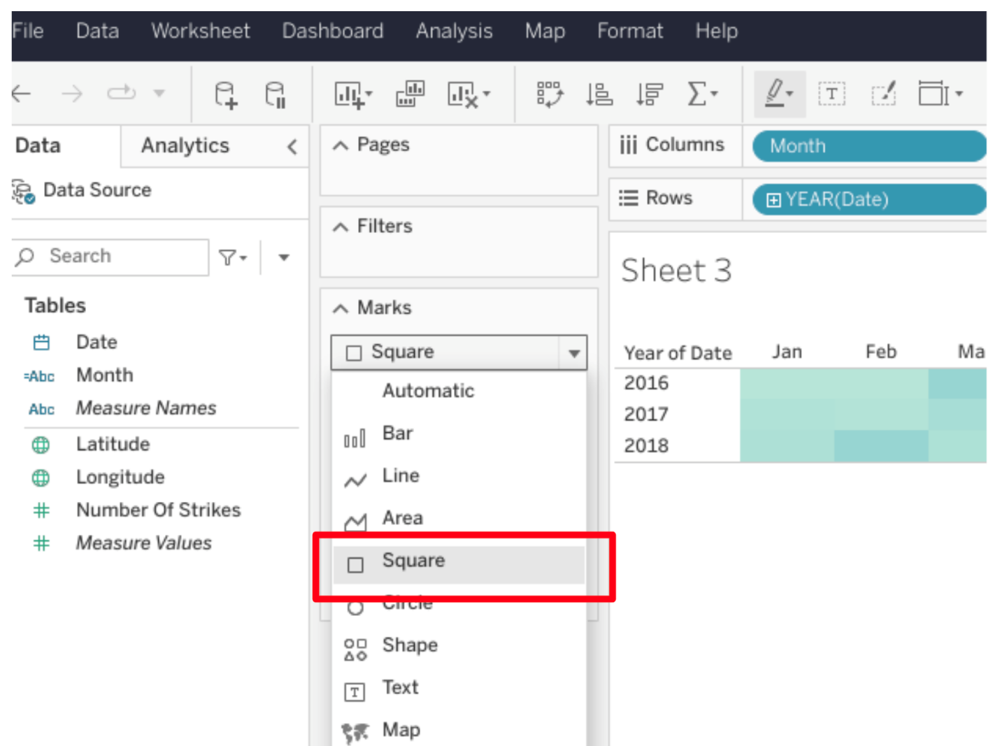 File Data Worksheet Dashboard Analysis Map Format Help
Data Analytics
Data Source
Search
Tables
Date
=Abc Month
Abc Measure Names
Latitude
Longitude
# Number Of Strikes
# Measure Values
Pages
Filters
Marks
Square
Automatic
Bar
Line
Area
Square
Circle
Shape
T Text
Map
Columns Month
Rows YEAR(Date)
Sheet 3
Year of Date Jan Feb Ma
2016
2017
2018